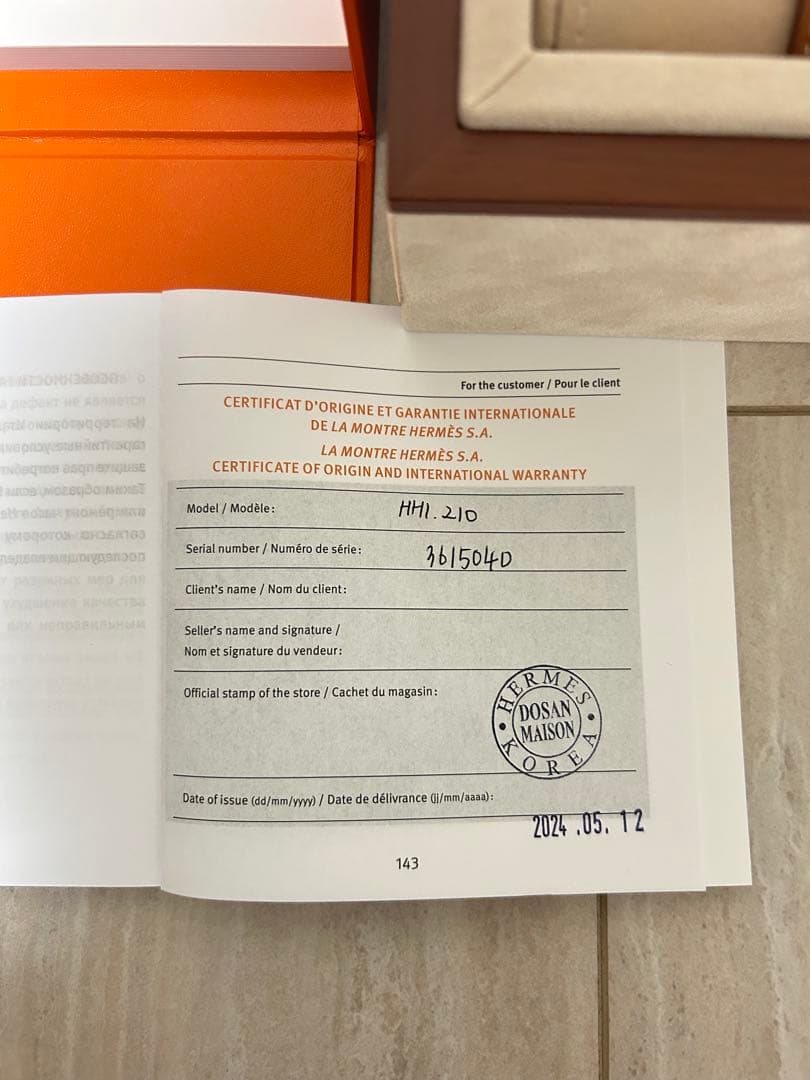 For the customer / Pour le client
CERTIFICAT D'ORIGINE ET GARANTIE INTERNATIONALE
DE LA MONTRE HERMÈS S.A.
LA MONTRE HERMÈS S.A.
CERTIFICATE OF ORIGIN AND INTERNATIONAL WARRANTY
Model / Modèle: HH1.210
Serial number / Numéro de série: 3615040
Client's name / Nom du client:
Seller's name and signature /
Nom et signature du vendeur:
Official stamp of the store / Cachet du magasin:
HERMES
DOSAN
MAISON
KOREA
Date of issue (dd/mm/yyyy) / Date de délivrance (jj/mm/aaaa):
2024.05.12
143